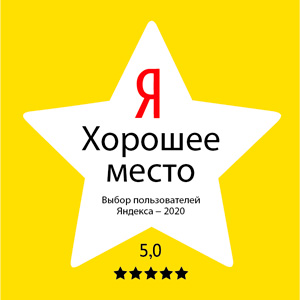 Я
Хорошее
место
Выбор пользователей
Яндекса – 2020
5,0